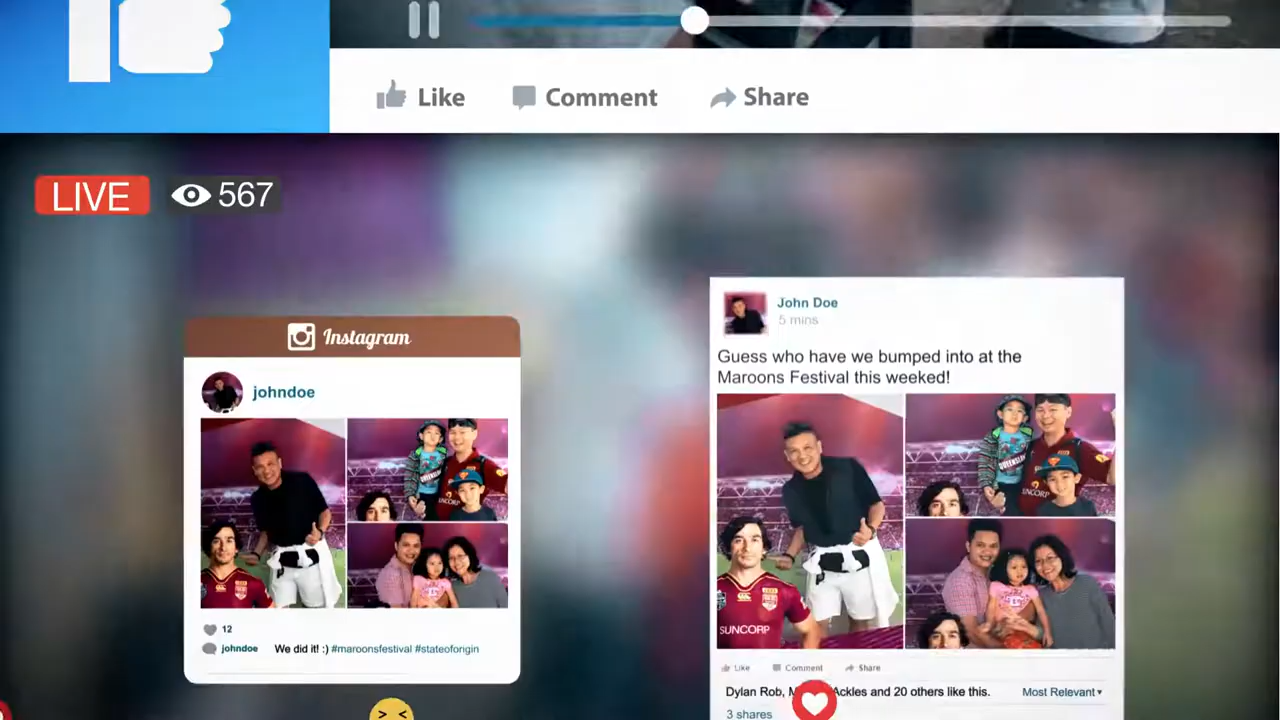 Like Comment Share
LIVE 567
Instagram
johndoe
12
johndoe We did it! :) #maroonsfestival #stateoforigin
John Doe
5 mins
Guess who have we bumped into at the
Maroons Festival this weeked!
QUEENSLAND
SUNCORP
SUNCORP
Like Comment Share
Dylan Rob, Ackles and 20 others like this. Most Relevant
3 shares